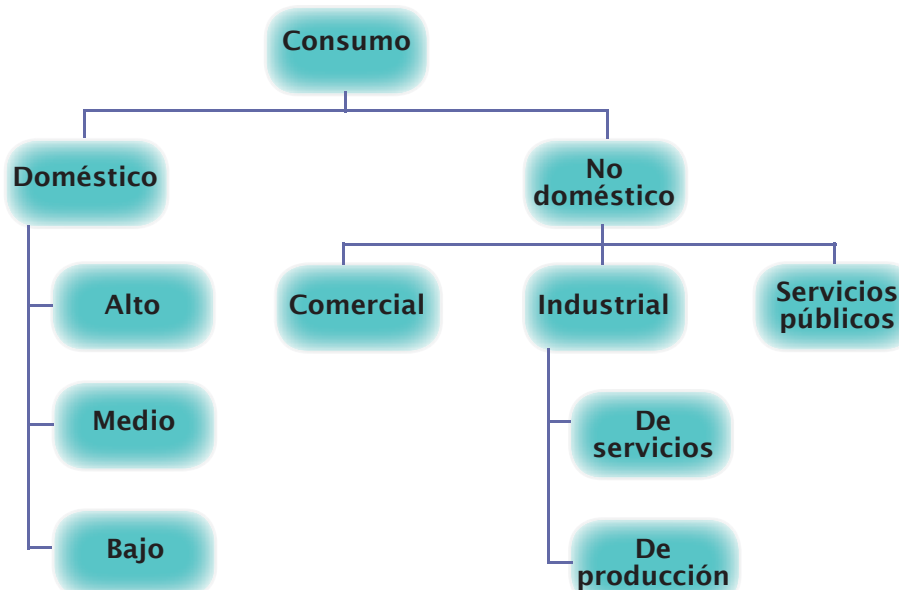 Consumo
Doméstico
No
doméstico
Alto
Comercial
Industrial
Servicios
públicos
Medio
De
servicios
Bajo
De
producción